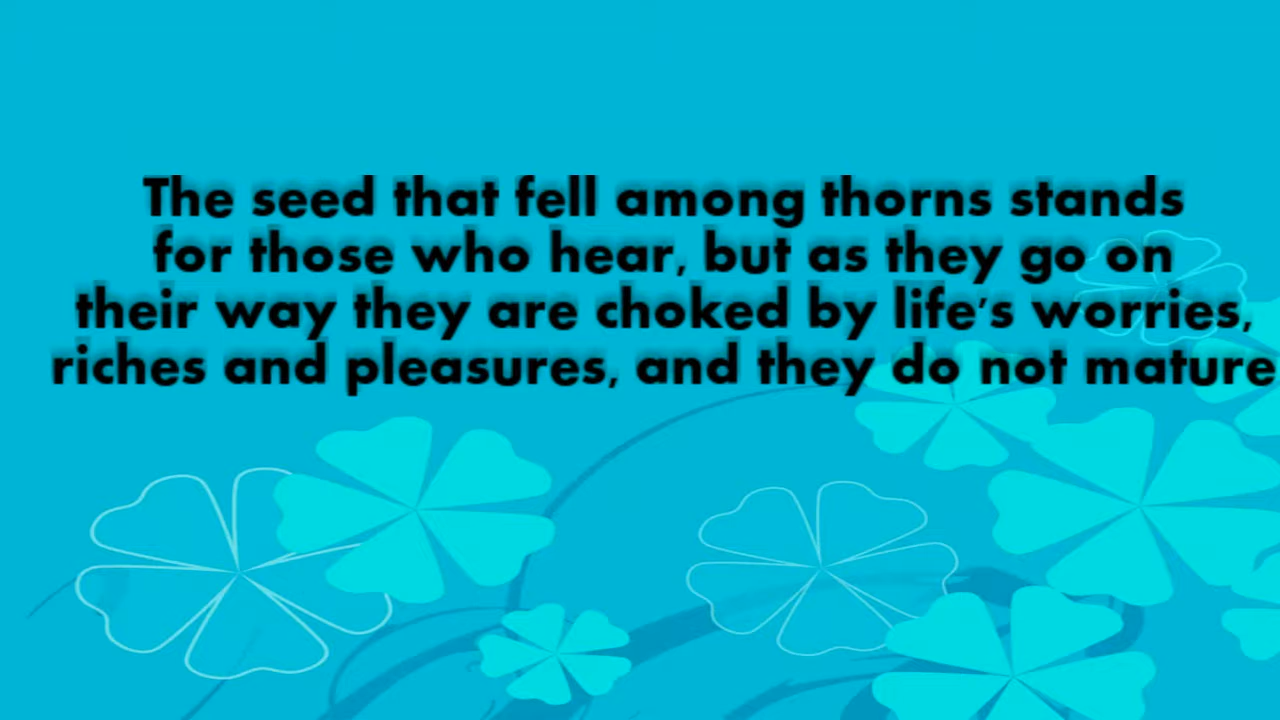 The seed that fell among thorns stands
for those who hear, but as they go on
their way they are choked by life's worries,
riches and pleasures, and they do not mature